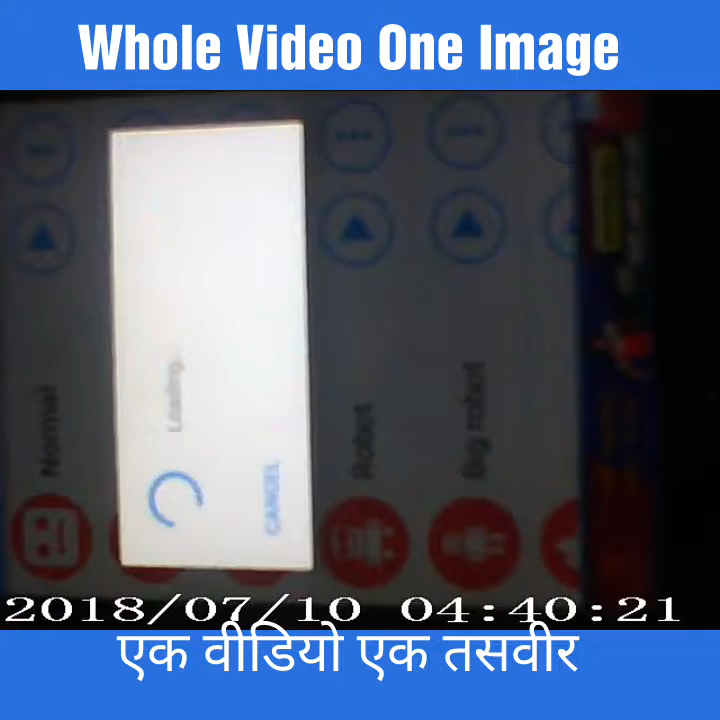 Whole Video One Image
Normal
Loading...
CANCEL
Robot
Big robot
2018/07/10 04:40:21
एक वीडियो एक तसवीर